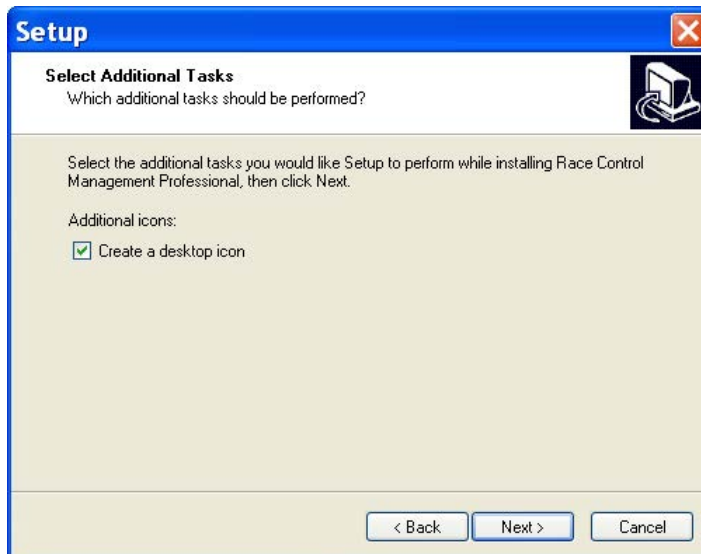 Setup
Select Additional Tasks
Which additional tasks should be performed?
Select the additional tasks you would like Setup to perform while installing Race Control
Management Professional, then click Next.
Additional icons:
Create a desktop icon
< Back
Next >
Cancel